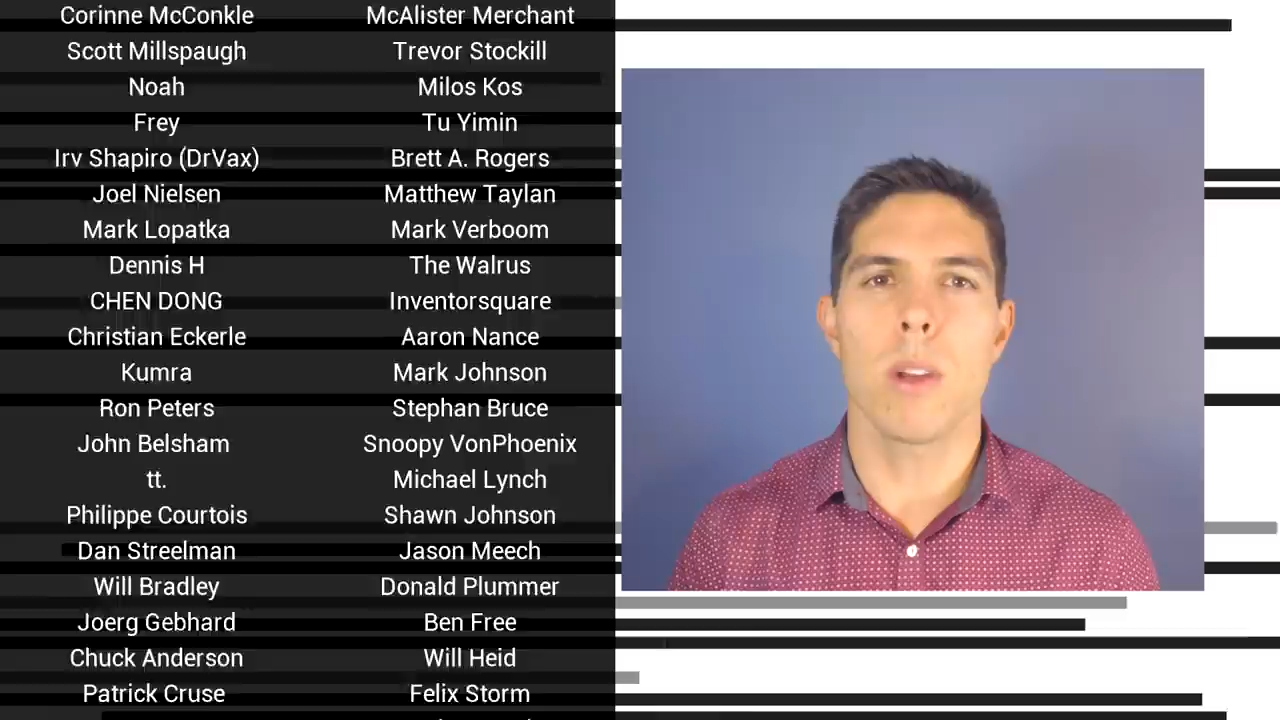 Corinne McConkle
Scott Millspaugh
Noah
Frey
Irv Shapiro (DrVax)
Joel Nielsen
Mark Lopatka
Dennis H
CHEN DONG
Christian Eckerle
Kumra
Ron Peters
John Belsham
tt.
Philippe Courtois
Dan Streelman
Will Bradley
Joerg Gebhard
Chuck Anderson
Patrick Cruse
McAlister Merchant
Trevor Stockill
Milos Kos
Tu Yimin
Brett A. Rogers
Matthew Taylan
Mark Verboom
The Walrus
Inventorsquare
Aaron Nance
Mark Johnson
Stephan Bruce
Snoopy VonPhoenix
Michael Lynch
Shawn Johnson
Jason Meech
Donald Plummer
Ben Free
Will Heid
Felix Storm